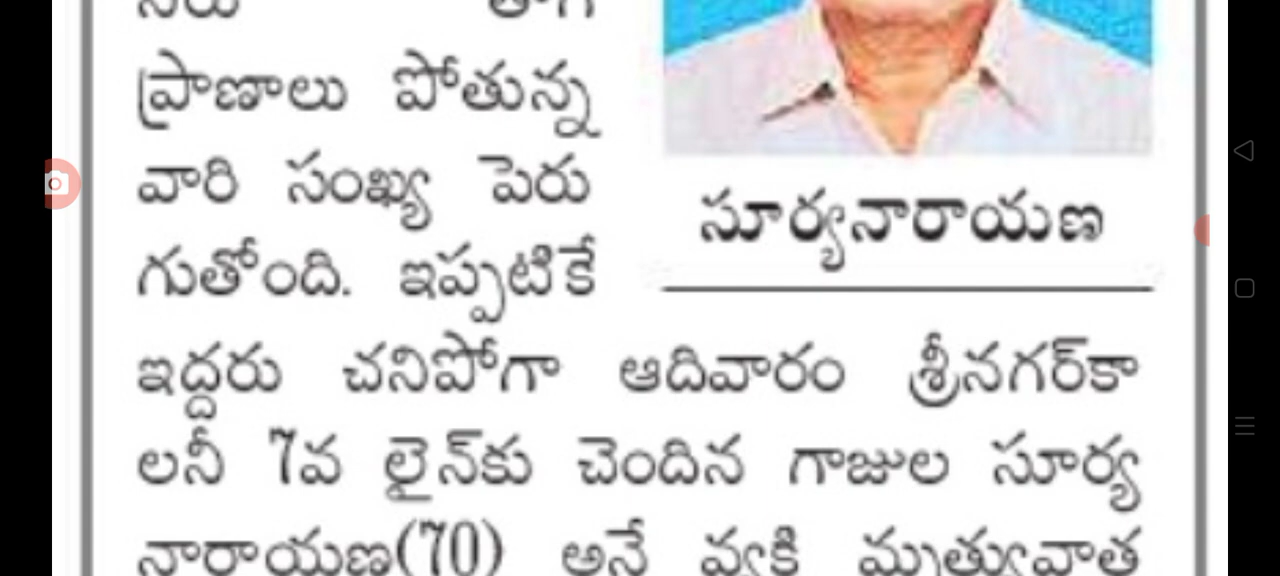 ప్రాణాలు పోతున్న
వారి సంఖ్య పెరు
గుతోంది. ఇప్పటికే
సూర్యనారాయణ
ఇద్దరు చనిపోగా ఆదివారం శ్రీనగర్‌కా
లనీ 7వ లైన్‌కు చెందిన గాజుల సూర్య
నారాయణ(70) అనే వ్యక్తి మృత్యువాత